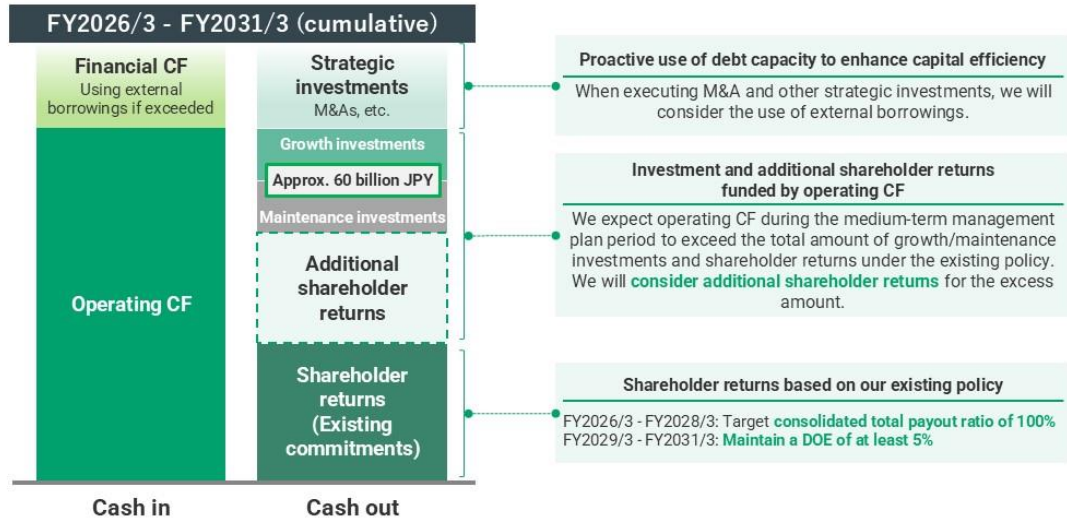 FY2026/3 - FY2031/3 (cumulative)
Financial CF
Using external
borrowings if exceeded
Operating CF
Cash in
Strategic
investments
M&As, etc.
Growth investments
Approx. 60 billion JPY
Maintenance investments
Additional
shareholder
returns
Shareholder
returns
(Existing
commitments)
Cash out
Proactive use of debt capacity to enhance capital efficiency
When executing M&A and other strategic investments, we will
consider the use of external borrowings.
Investment and additional shareholder returns
funded by operating CF
We expect operating CF during the medium-term management
plan period to exceed the total amount of growth/maintenance
investments and shareholder returns under the existing policy.
We will consider additional shareholder returns for the excess
amount.
Shareholder returns based on our existing policy
FY2026/3 - FY2028/3: Target consolidated total payout ratio of 100%
FY2029/3 - FY2031/3: Maintain a DOE of at least 5%